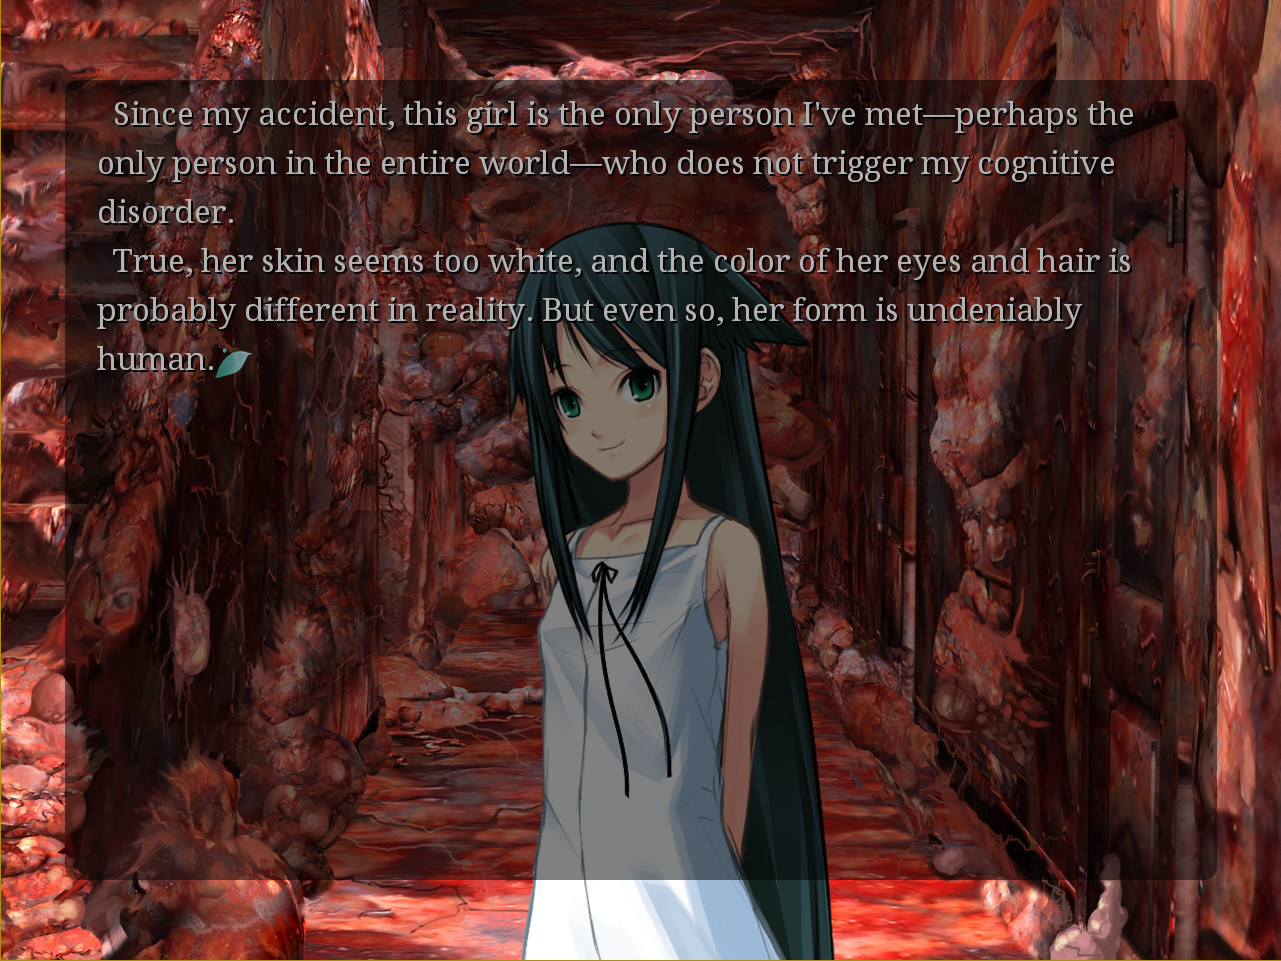 Since my accident, this girl is the only person I've met—perhaps the
only person in the entire world—who does not trigger my cognitive
disorder.
True, her skin seems too white, and the color of her eyes and hair is
probably different in reality. But even so, her form is undeniably
human.